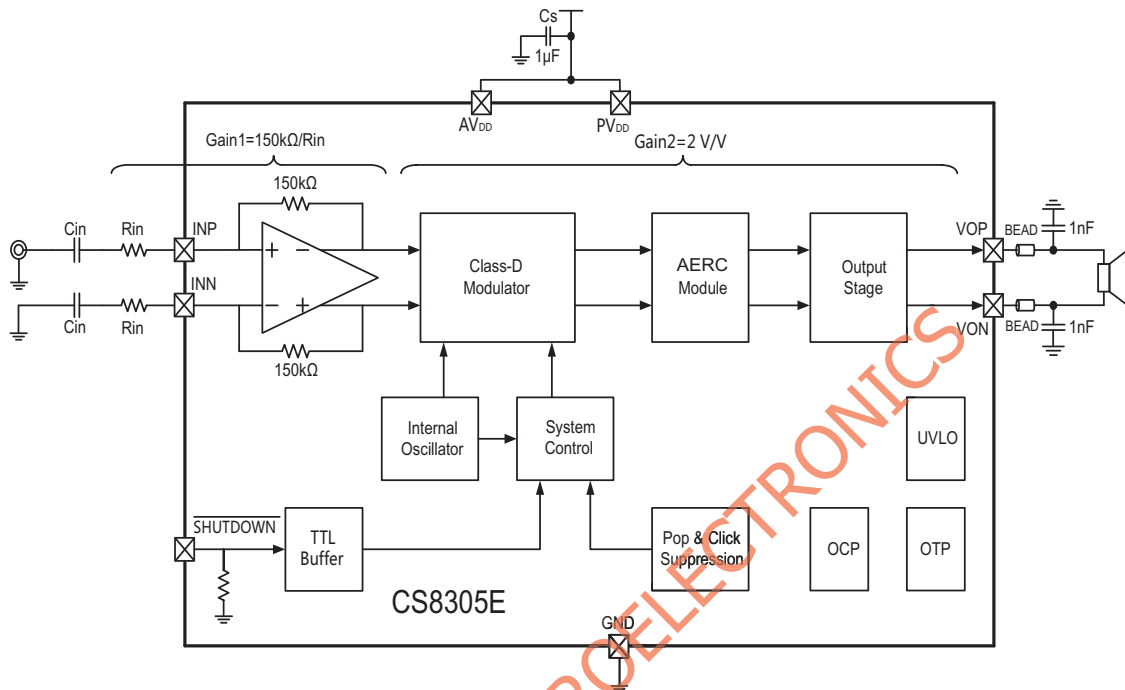 Cs
1µF
AVDD
PVDD
Gain1=150kΩ/Rin
Gain2=2 V/V
150kΩ
Cin
Rin
INP
INN
Cin
Rin
150kΩ
Class-D
Modulator
AERC
Module
Output
Stage
VOP
BEAD
1nF
VON
BEAD
1nF
Internal
Oscillator
System
Control
UVLO
SHUTDOWN
TTL
Buffer
Pop & Click
Suppression
OCP
OTP
CS8305E
GND
ROELECTRONICS